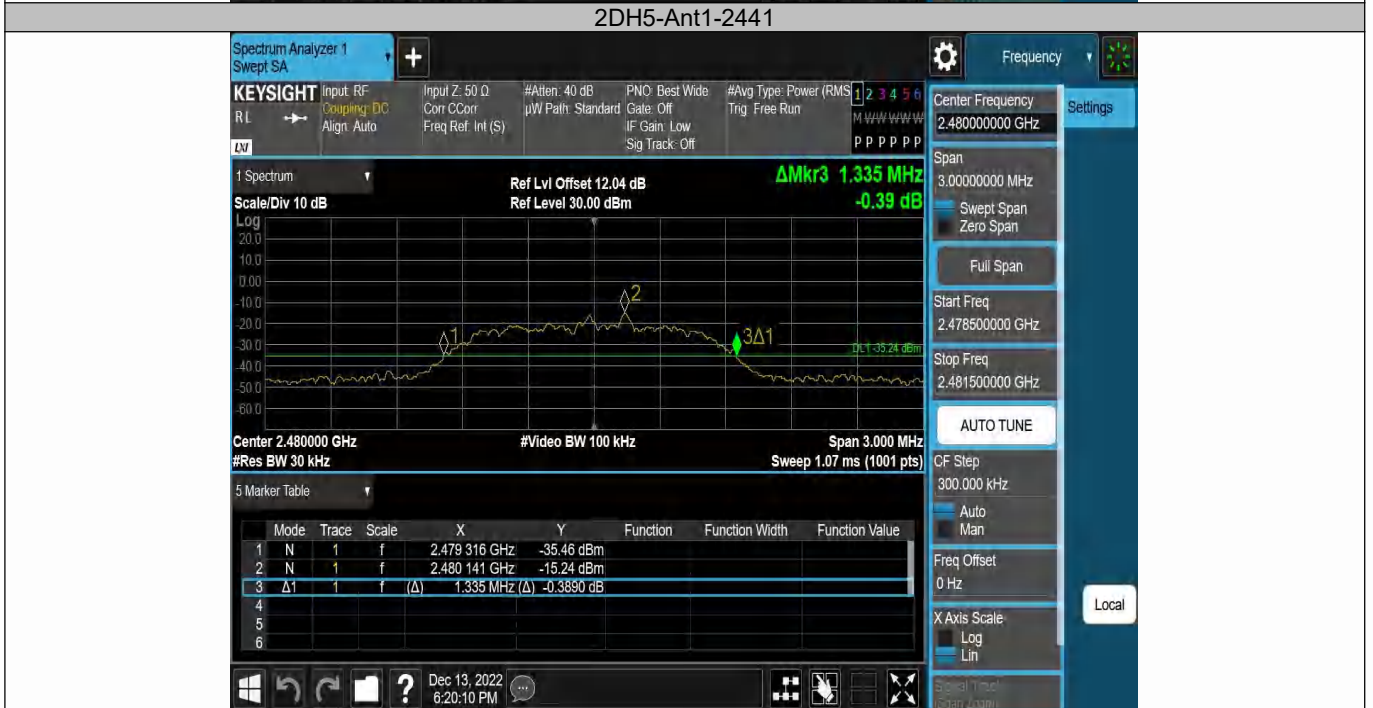 2DH5-Ant1-2441
Spectrum Analyzer 1
Swept SA
+
Frequency
KEYSIGHT
RL
LXI
Input: RF
Coupling: DC
Align: Auto
Input Z: 50 Ω
Corr CCorr
Freq Ref: Int (S)
#Atten: 40 dB
µW Path: Standard
PNO: Best Wide
Gate: Off
IF Gain: Low
Sig Track: Off
#Avg Type: Power (RMS
Trig: Free Run
1 2 3 4 5 6
M W W W W W
P P P P P P
Center Frequency
2.480000000 GHz
Settings
1 Spectrum
Scale/Div 10 dB
Ref Lvl Offset 12.04 dB
Ref Level 30.00 dBm
ΔMkr3 1.335 MHz
-0.39 dB
Log
20.0
10.0
0.00
-10.0
-20.0
-30.0
-40.0
-50.0
-60.0
1
2
3Δ1
DL1 -35.24 dBm
Center 2.480000 GHz
#Res BW 30 kHz
#Video BW 100 kHz
Span 3.000 MHz
Sweep 1.07 ms (1001 pts)
Span
3.00000000 MHz
Swept Span
Zero Span
Full Span
Start Freq
2.478500000 GHz
Stop Freq
2.481500000 GHz
AUTO TUNE
CF Step
300.000 kHz
Auto
Man
Freq Offset
0 Hz
X Axis Scale
Log
Lin
Signal Track
(Span Zoom)
Local
5 Marker Table
Mode Trace Scale X Y Function Function Width Function Value
1 N 1 f 2.479 316 GHz -35.46 dBm
2 N 1 f 2.480 141 GHz -15.24 dBm
3 Δ1 1 f (Δ) 1.335 MHz (Δ) -0.3890 dB
4
5
6
?
Dec 13, 2022
6:20:10 PM